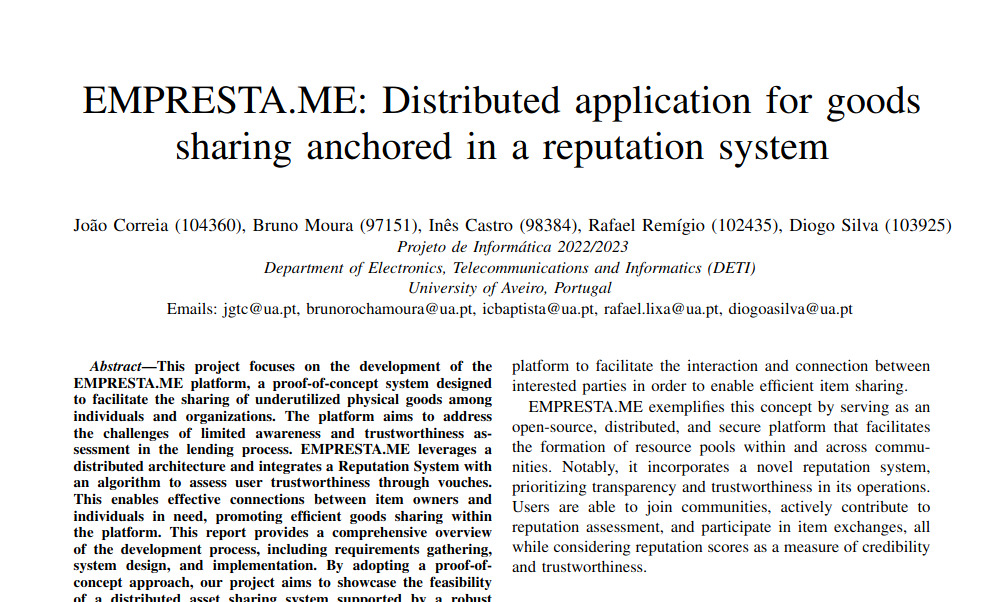 EMPRESTA.ME: Distributed application for goods
sharing anchored in a reputation system
João Correia (104360), Bruno Moura (97151), Inês Castro (98384), Rafael Remígio (102435), Diogo Silva (103925)
Projeto de Informática 2022/2023
Department of Electronics, Telecommunications and Informatics (DETI)
University of Aveiro, Portugal
Emails: jgtc@ua.pt, brunorochamoura@ua.pt, icbaptista@ua.pt, rafael.lixa@ua.pt, diogoasilva@ua.pt
Abstract—This project focuses on the development of the
EMPRESTA.ME platform, a proof-of-concept system designed
to facilitate the sharing of underutilized physical goods among
individuals and organizations. The platform aims to address
the challenges of limited awareness and trustworthiness as-
sessment in the lending process. EMPRESTA.ME leverages a
distributed architecture and integrates a Reputation System with
an algorithm to assess user trustworthiness through vouches.
This enables effective connections between item owners and
individuals in need, promoting efficient goods sharing within
the platform. This report provides a comprehensive overview
of the development process, including requirements gathering,
system design, and implementation. By adopting a proof-of-
concept approach, our project aims to showcase the feasibility
of a distributed asset sharing system supported by a robust
platform to facilitate the interaction and connection between
interested parties in order to enable efficient item sharing.
EMPRESTA.ME exemplifies this concept by serving as an
open-source, distributed, and secure platform that facilitates
the formation of resource pools within and across commu-
nities. Notably, it incorporates a novel reputation system,
prioritizing transparency and trustworthiness in its operations.
Users are able to join communities, actively contribute to
reputation assessment, and participate in item exchanges, all
while considering reputation scores as a measure of credibility
and trustworthiness.